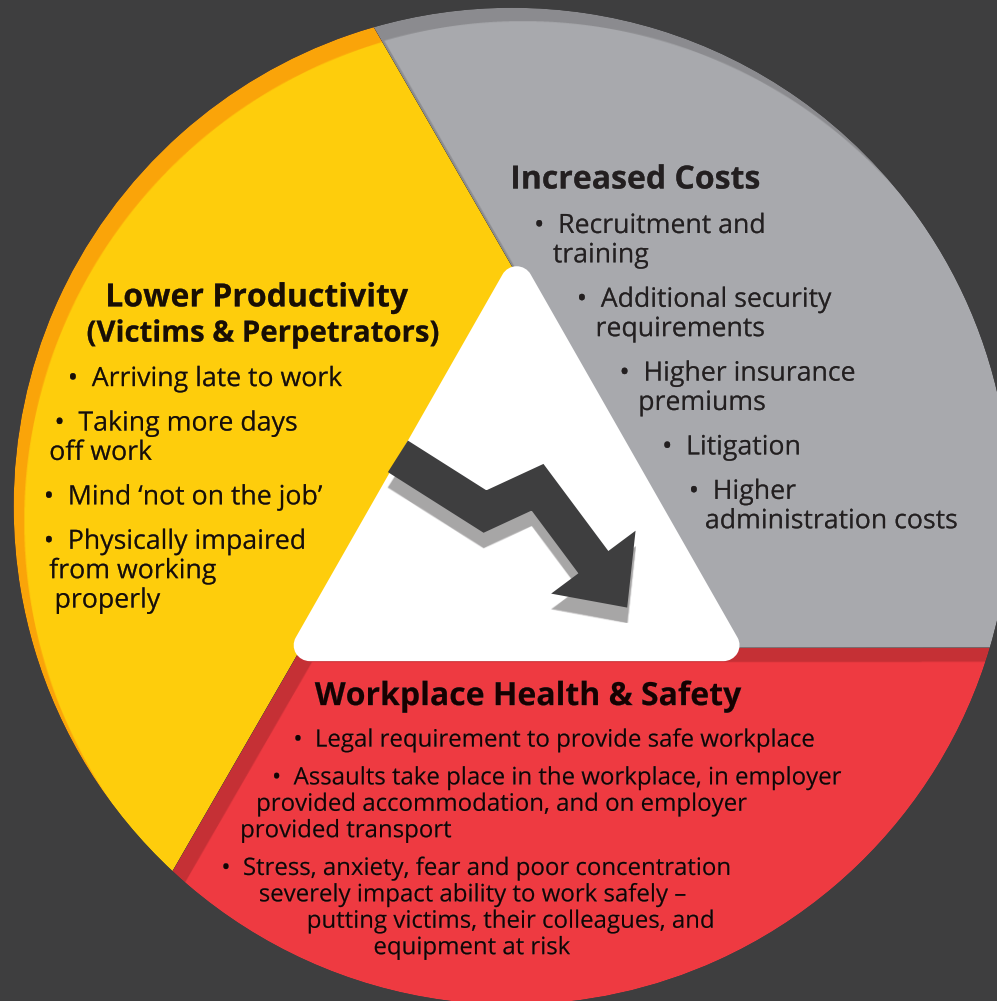 Increased Costs
• Recruitment and
training
• Additional security
requirements
• Higher insurance
premiums
• Litigation
• Higher
administration costs
Lower Productivity
(Victims & Perpetrators)
• Arriving late to work
• Taking more days
off work
• Mind ‘not on the job’
• Physically impaired
from working
properly
Workplace Health & Safety
• Legal requirement to provide safe workplace
• Assaults take place in the workplace, in employer
provided accommodation, and on employer
provided transport
• Stress, anxiety, fear and poor concentration
severely impact ability to work safely –
putting victims, their colleagues, and
equipment at risk